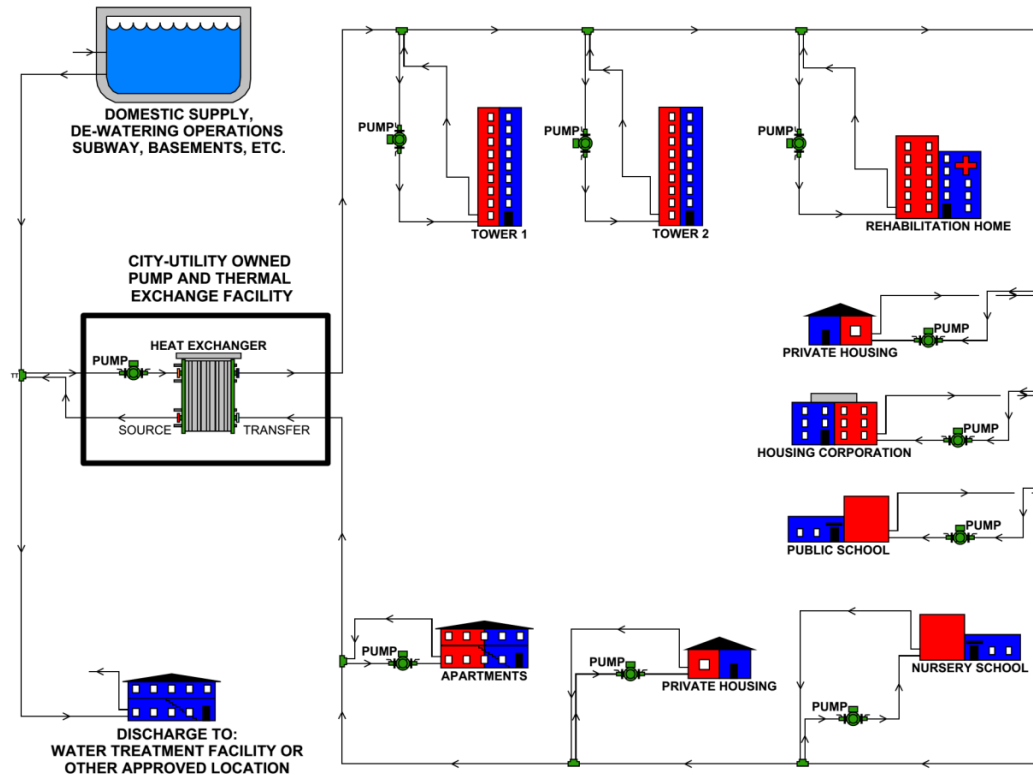 DOMESTIC SUPPLY,
DE-WATERING OPERATIONS
SUBWAY, BASEMENTS, ETC.
PUMP
TOWER 1
PUMP
TOWER 2
PUMP
REHABILITATION HOME
CITY-UTILITY OWNED
PUMP AND THERMAL
EXCHANGE FACILITY
HEAT EXCHANGER
PUMP
SOURCE
TRANSFER
PRIVATE HOUSING
PUMP
HOUSING CORPORATION
PUMP
PUBLIC SCHOOL
PUMP
PUMP
APARTMENTS
PUMP
PRIVATE HOUSING
NURSERY SCHOOL
PUMP
DISCHARGE TO:
WATER TREATMENT FACILITY OR
OTHER APPROVED LOCATION